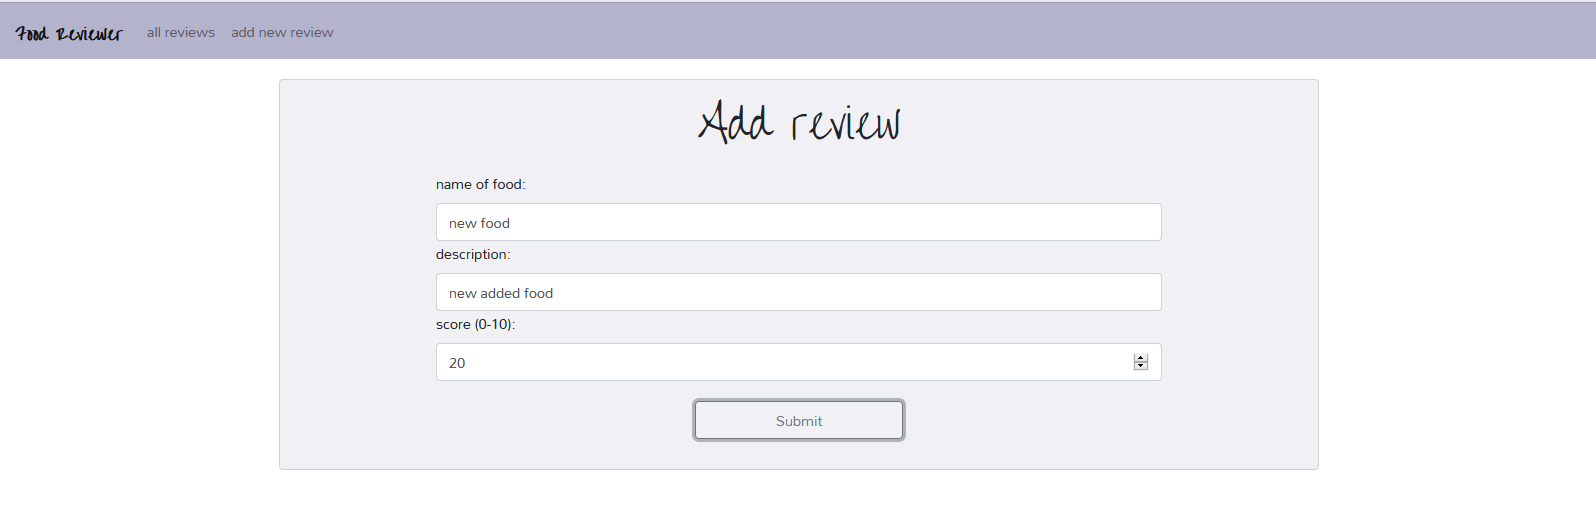 Food Reviewer all reviews add new review
Add review
name of food:
new food
description:
new added food
score (0-10):
20
Submit